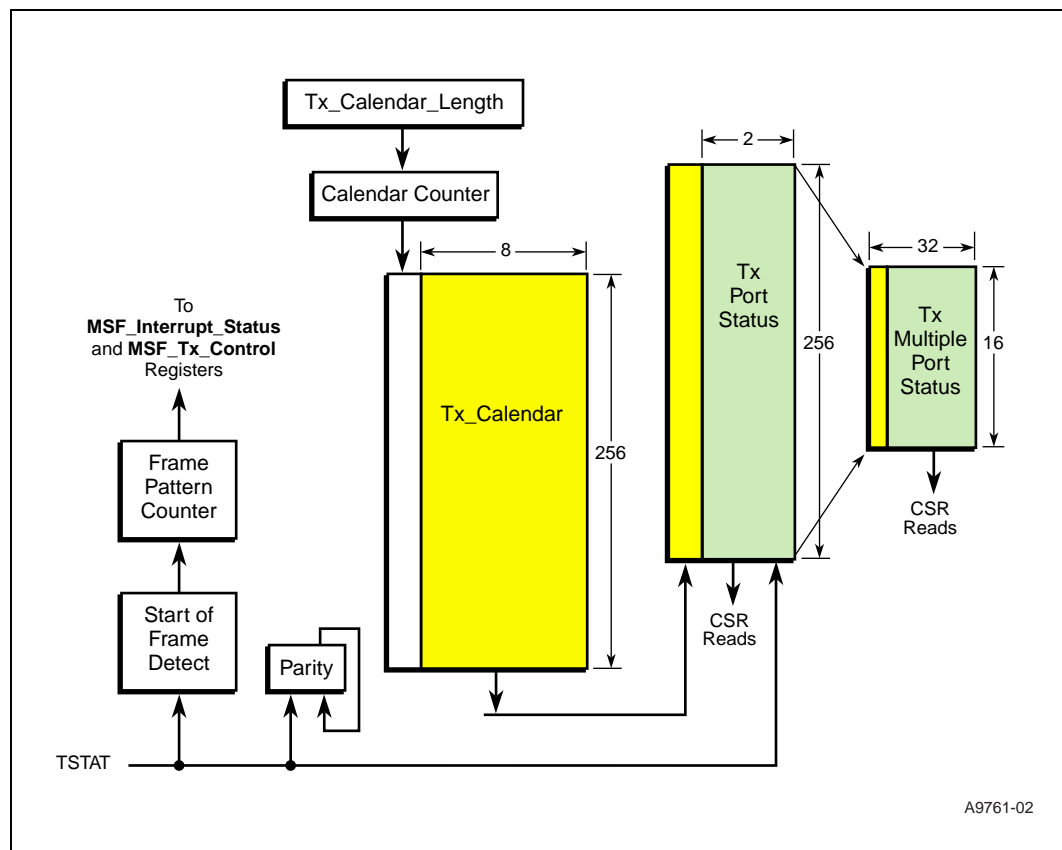 Tx_Calendar_Length
Calendar Counter
8
Tx_Calendar
256
2
Tx
Port
Status
256
32
Tx
Multiple
Port
Status
16
CSR
Reads
CSR
Reads
To
MSF_Interrupt_Status
and MSF_Tx_Control
Registers
Frame
Pattern
Counter
Start of
Frame
Detect
Parity
TSTAT
A9761-02